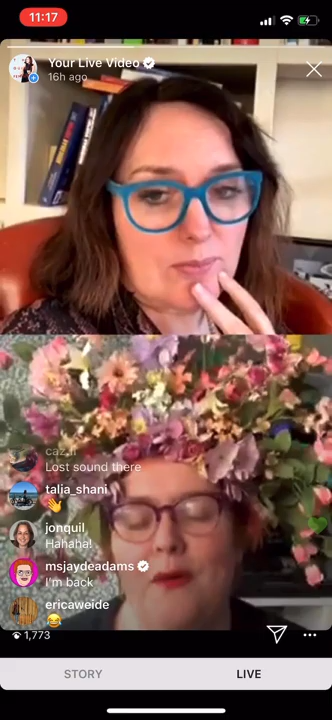 11:17
Your Live Video
16h ago
caz.h
Lost sound there
talja_shani
👋
jonquil
Hahaha!
msjaydeadams
I'm back
ericaweide
😂
1,773
STORY
LIVE